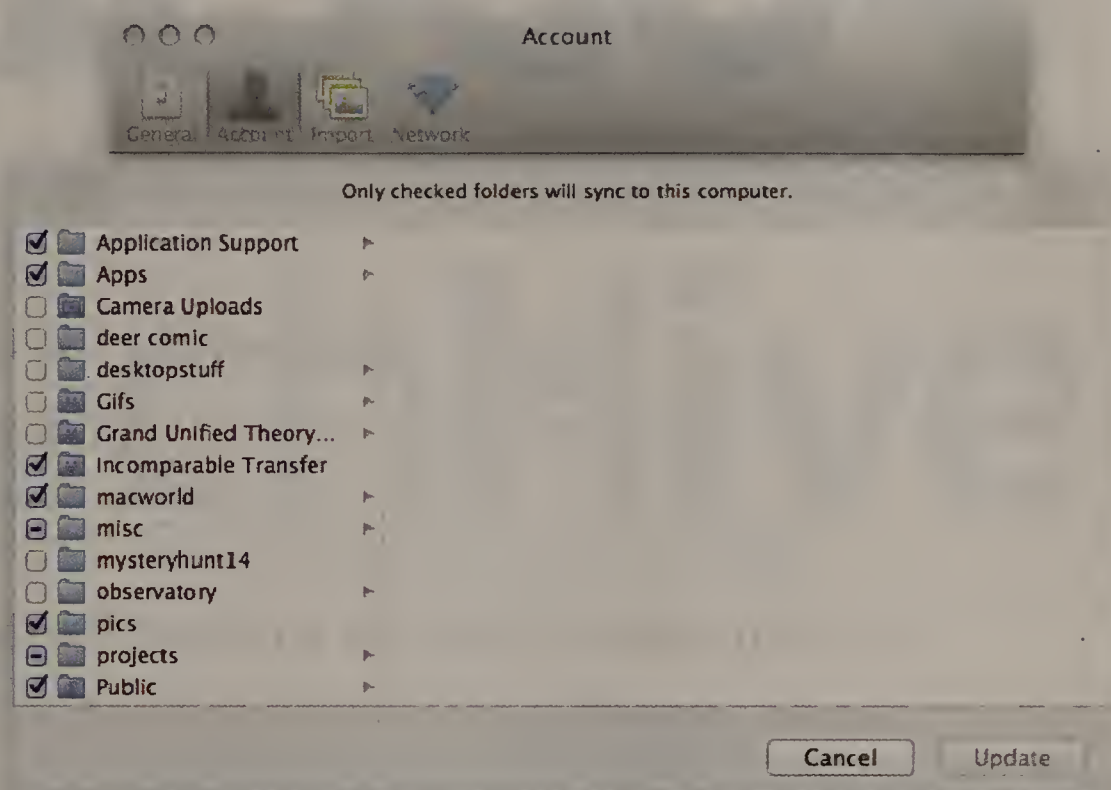 Account
General Account Import Network
Only checked folders will sync to this computer.
Application Support
Apps
Camera Uploads
deer comic
desktopstuff
Gifs
Grand Unified Theory...
Incomparable Transfer
macworld
misc
mysteryhunt14
observatory
pics
projects
Public
Cancel Update